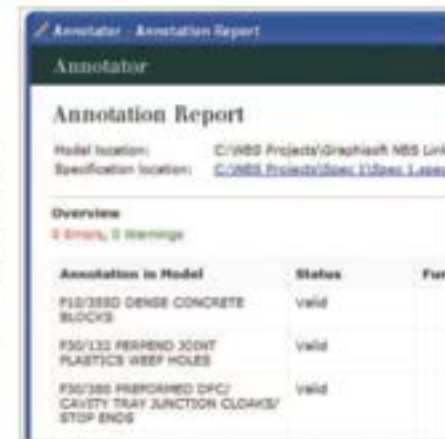 Annotator - Annotation Report
Annotator
Annotation Report
Model location: C:\NBS Projects\Graphisoft NBS Link
Specification location: C:\NBS Projects\Spec 1\Spec 1.spec
Overview
0 Errors, 0 Warnings
Annotation in Model Status Fur
F10/355D DENSE CONCRETE Valid
BLOCKS
F30/132 PERPEND JOINT Valid
PLASTICS WEEP HOLES
F30/380 PREFORMED DPC/ Valid
CAVITY TRAY JUNCTION CLOAKS/
STOP ENDS